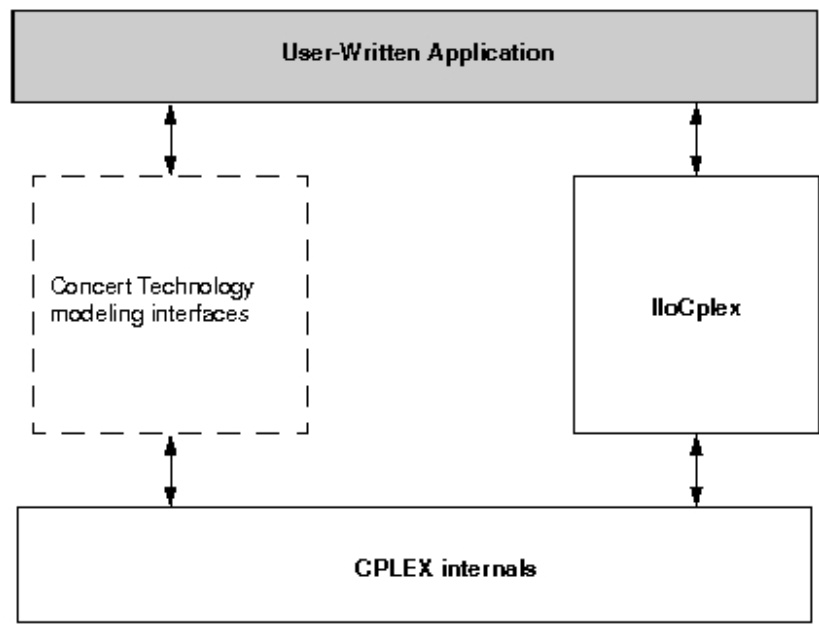 User-Written Application
Concert Technology
modeling interfaces
IloCplex
CPLEX internals